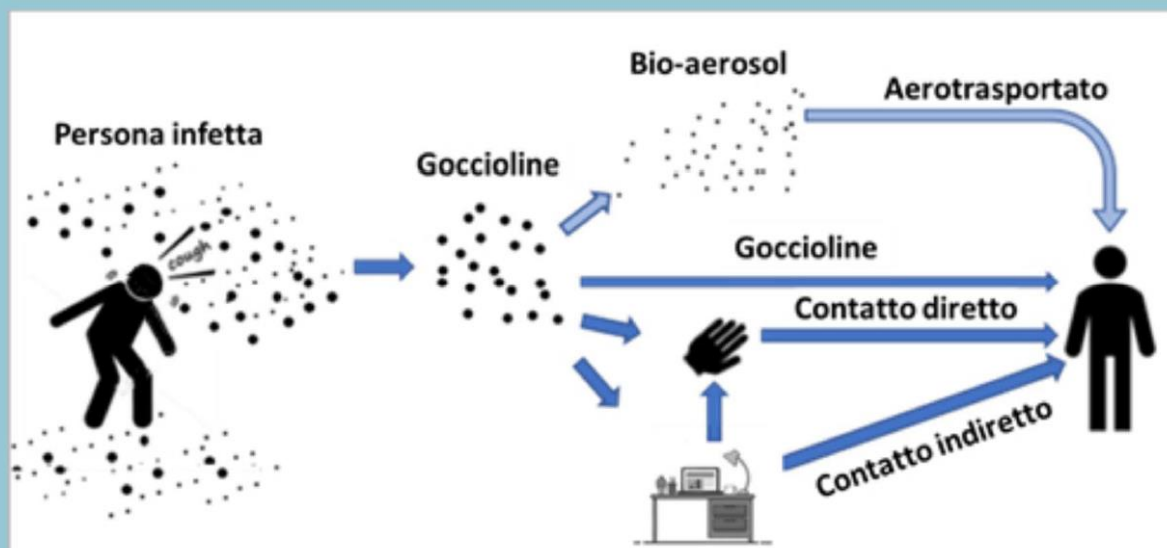 Persona infetta
cough
Goccioline
Bio-aerosol
Aerotrasportato
Goccioline
Contatto diretto
Contatto indiretto